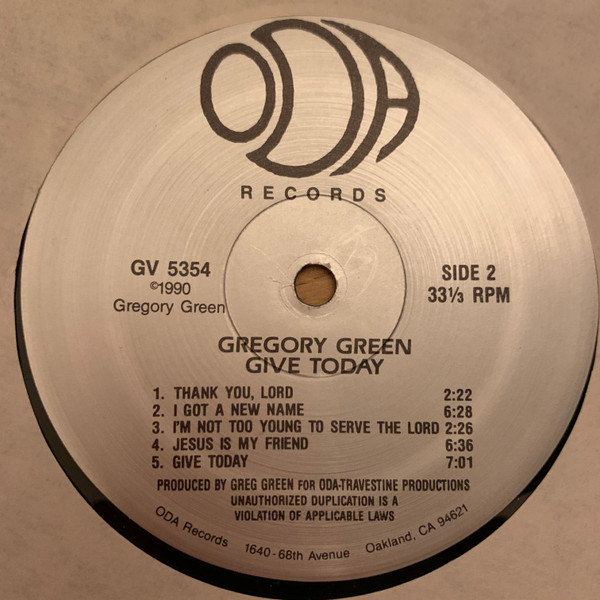 ODA
RECORDS
GV 5354
©1990
Gregory Green
SIDE 2
33⅓ RPM
GREGORY GREEN
GIVE TODAY
1. THANK YOU, LORD 2:22
2. I GOT A NEW NAME 6:28
3. I'M NOT TOO YOUNG TO SERVE THE LORD 2:26
4. JESUS IS MY FRIEND 6:36
5. GIVE TODAY 7:01
PRODUCED BY GREG GREEN FOR ODA-TRAVESTINE PRODUCTIONS
UNAUTHORIZED DUPLICATION IS A
VIOLATION OF APPLICABLE LAWS
ODA Records 1640-68th Avenue Oakland, CA 94621